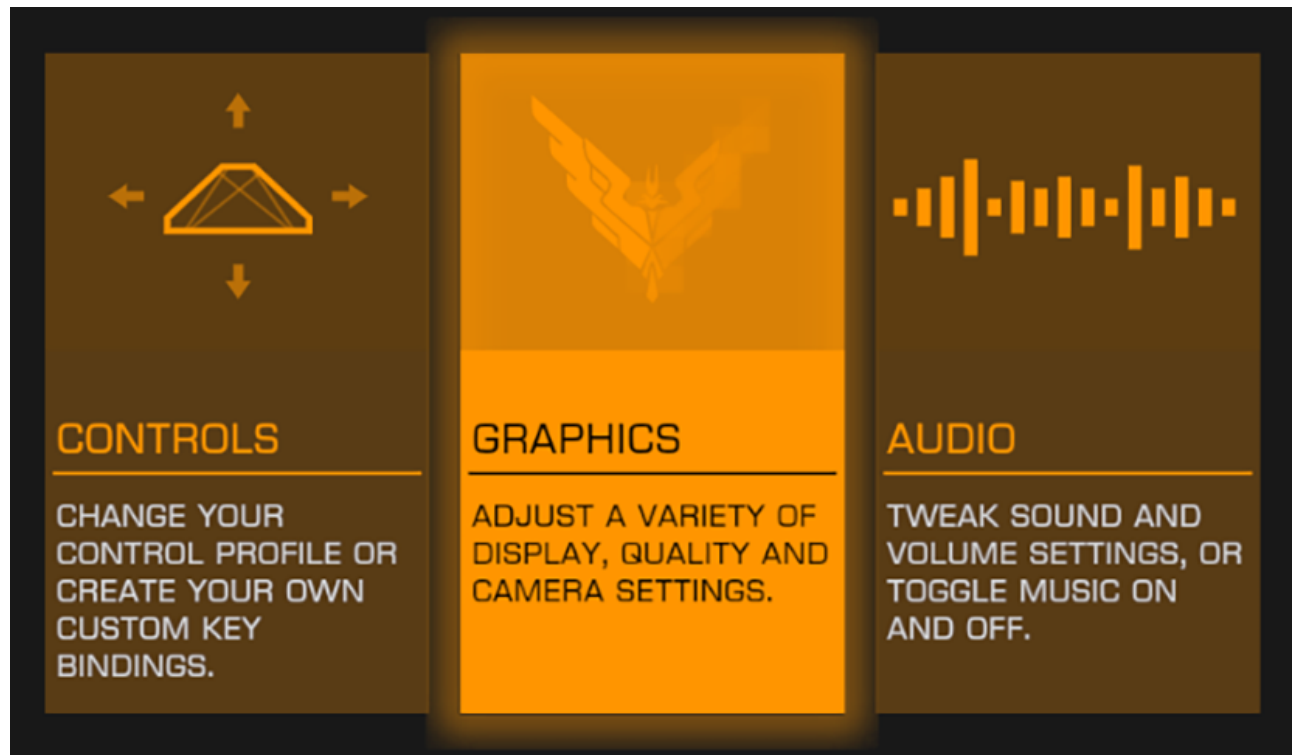 CONTROLS
CHANGE YOUR
CONTROL PROFILE OR
CREATE YOUR OWN
CUSTOM KEY
BINDINGS.
GRAPHICS
ADJUST A VARIETY OF
DISPLAY, QUALITY AND
CAMERA SETTINGS.
AUDIO
TWEAK SOUND AND
VOLUME SETTINGS, OR
TOGGLE MUSIC ON
AND OFF.